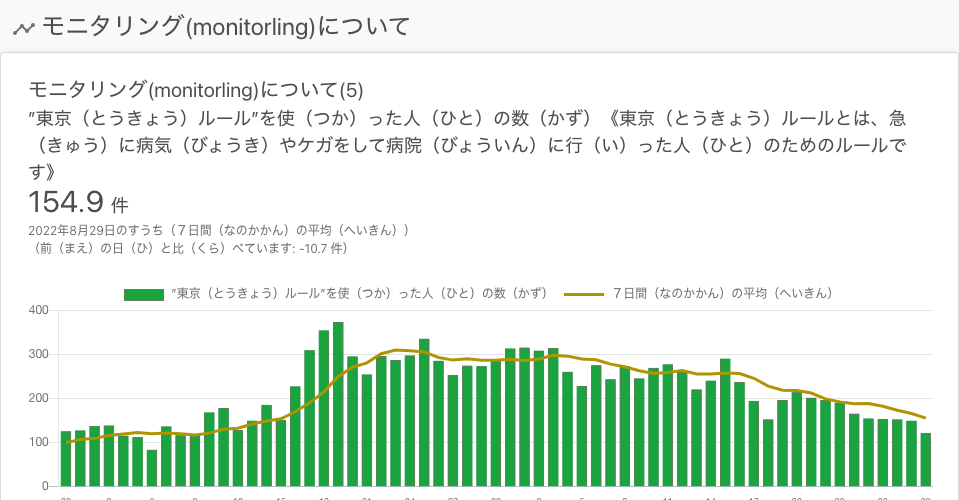 モニタリング(monitorling)について
モニタリング(monitorling)について(5)
”東京（とうきょう）ルール”を使（つか）った人（ひと）の数（かず）《東京（とうきょう）ルールとは、急
（きゅう）に病気（びょうき）やケガをして病院（びょういん）に行（い）った人（ひと）のためのルールで
す》
154.9 件
2022年8月29日のすうち（７日間（なのかかん）の平均（へいきん））
（前（まえ）の日（ひ）と比（くら）べています: -10.7 件）
”東京（とうきょう）ルール”を使（つか）った人（ひと）の数（かず） ７日間（なのかかん）の平均（へいきん）
400
300
200
100
0